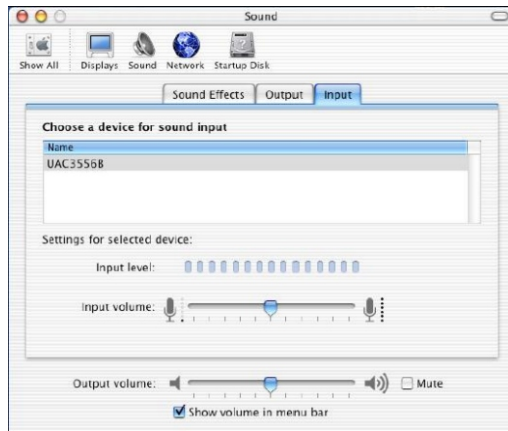 Sound
Show All Displays Sound Network Startup Disk
Sound Effects Output Input
Choose a device for sound input
Name
UAC3556B
Settings for selected device:
Input level:
Input volume:
Output volume: Mute
Show volume in menu bar